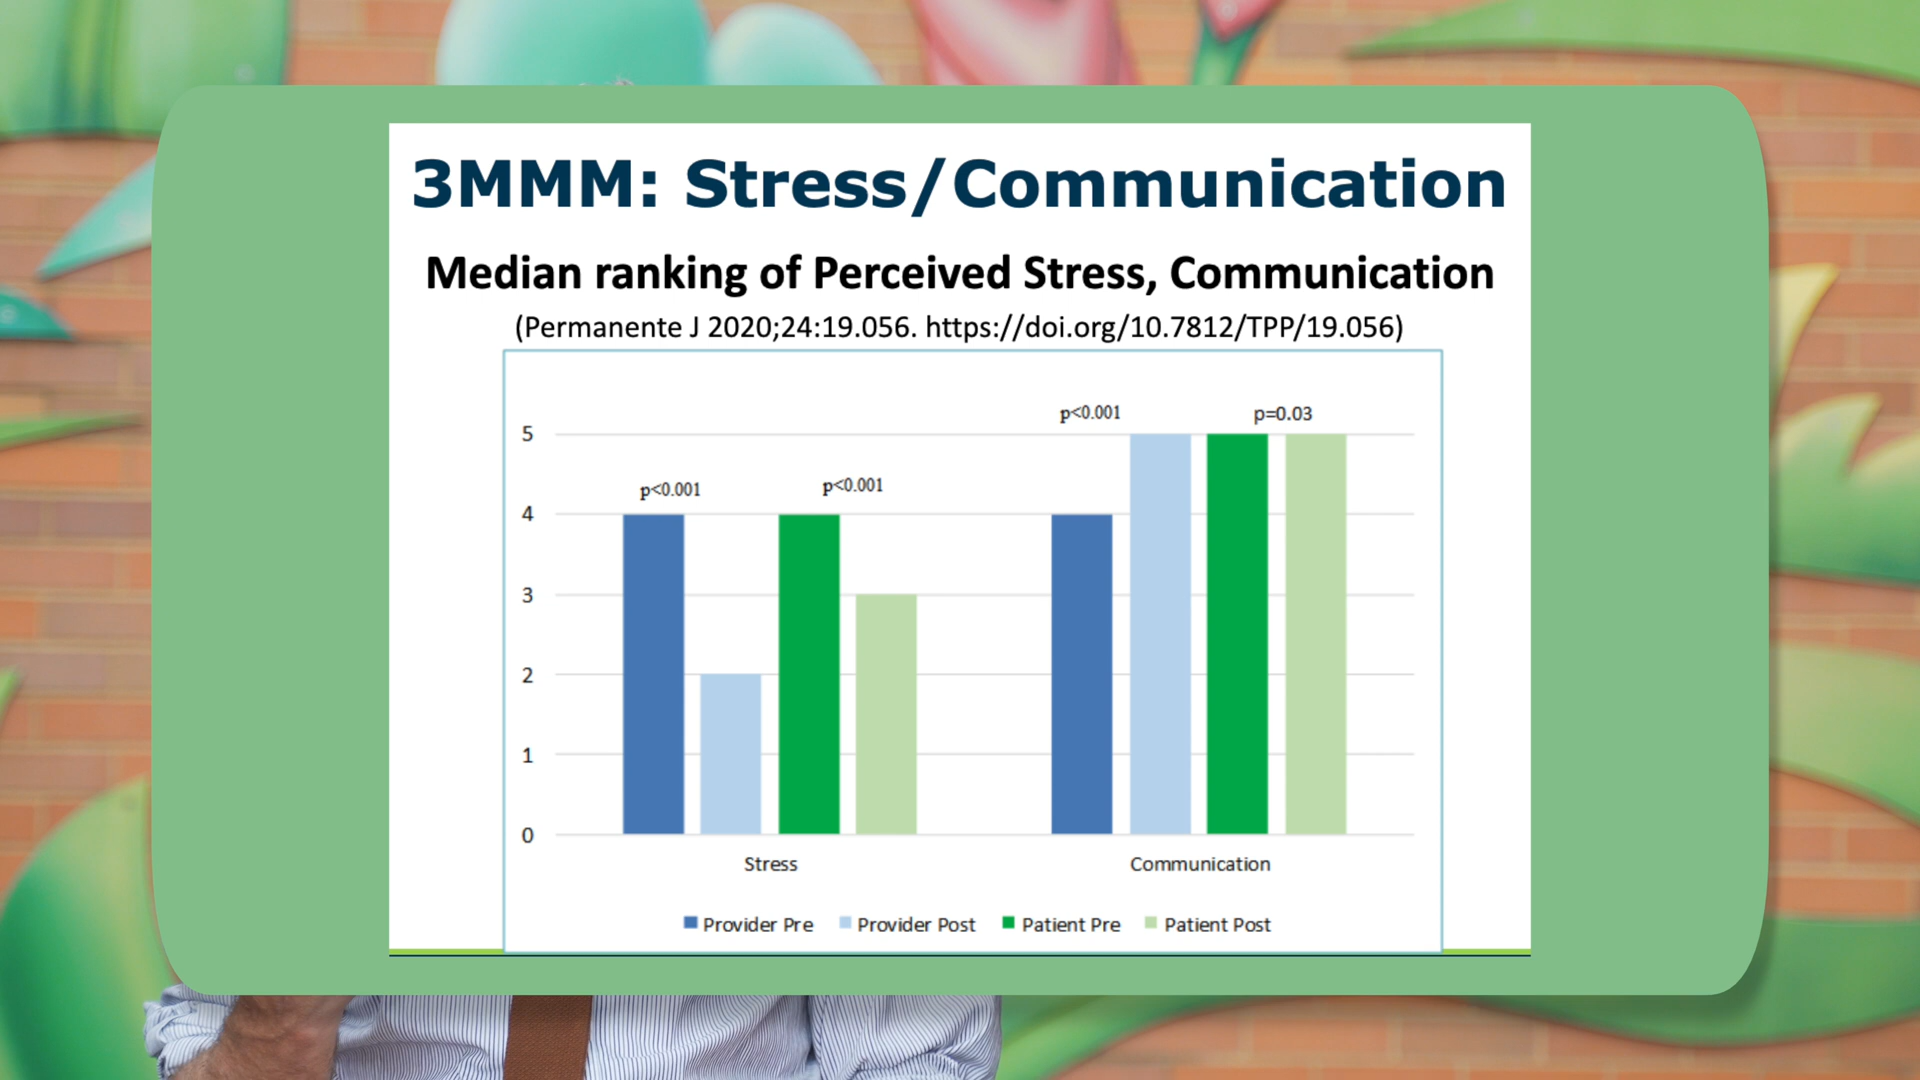 3MMM: Stress/Communication
Median ranking of Perceived Stress, Communication
(Permanente J 2020;24:19.056. https://doi.org/10.7812/TPP/19.056)
p<0.001
p=0.03
5
p<0.001
p<0.001
4
3
2
1
0
Stress
Communication
Provider Pre
Provider Post
Patient Pre
Patient Post